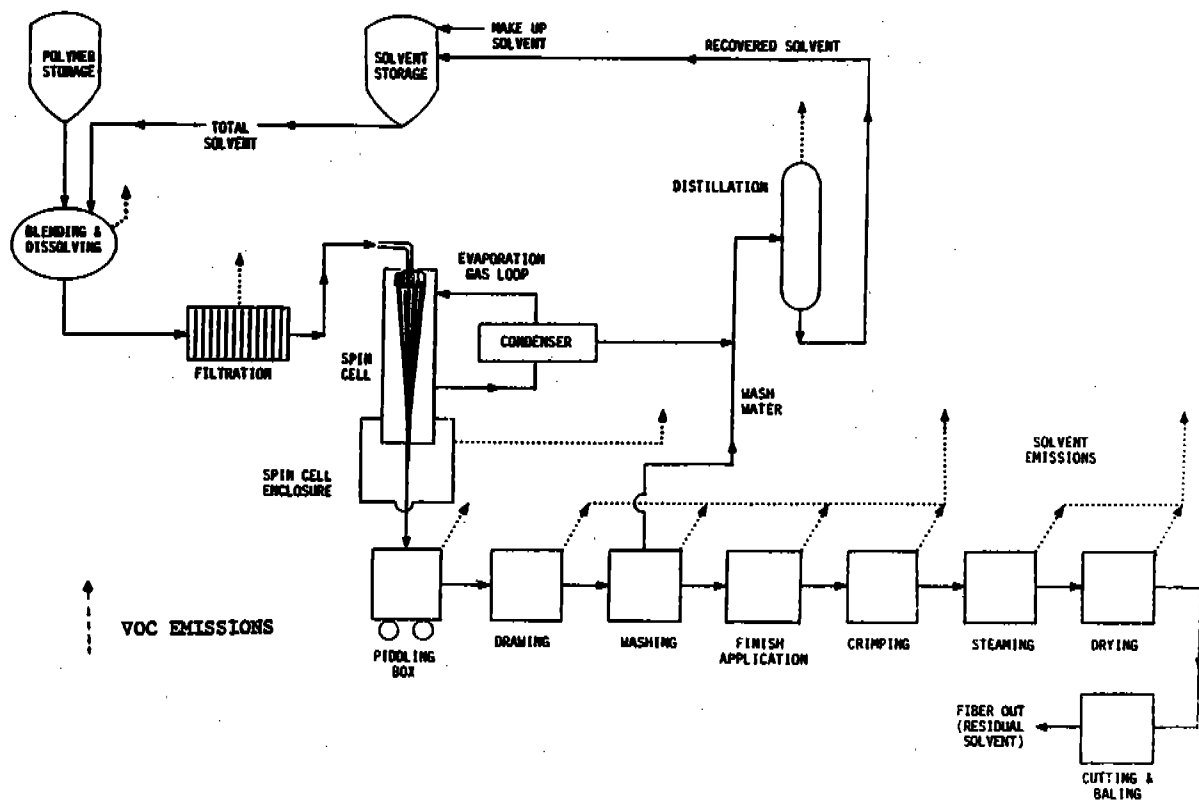 POLYMER
STORAGE
SOLVENT
STORAGE
MAKE UP
SOLVENT
RECOVERED SOLVENT
TOTAL
SOLVENT
DISTILLATION
BLENDING &
DISSOLVING
EVAPORATION
GAS LOOP
CONDENSER
FILTRATION
SPIN
CELL
WASH
WATER
SPIN CELL
ENCLOSURE
SOLVENT
EMISSIONS
VOC EMISSIONS
PIDDLING
BOX
DRAWING
WASHING
FINISH
APPLICATION
CRIMPING
STEAMING
DRYING
FIBER OUT
(RESIDUAL
SOLVENT)
CUTTING &
BALING